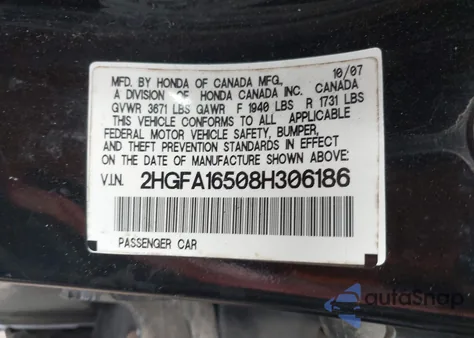 10/07
MFD. BY HONDA OF CANADA MFG.,
A DIVISION OF HONDA CANADA INC. CANADA
GVWR 3671 LBS GAWR F 1940 LBS R 1731 LBS
THIS VEHICLE CONFORMS TO ALL APPLICABLE
FEDERAL MOTOR VEHICLE SAFETY, BUMPER,
AND THEFT PREVENTION STANDARDS IN EFFECT
ON THE DATE OF MANUFACTURE SHOWN ABOVE:
V.I.N. 2HGFA16508H306186
PASSENGER CAR
autoSnap